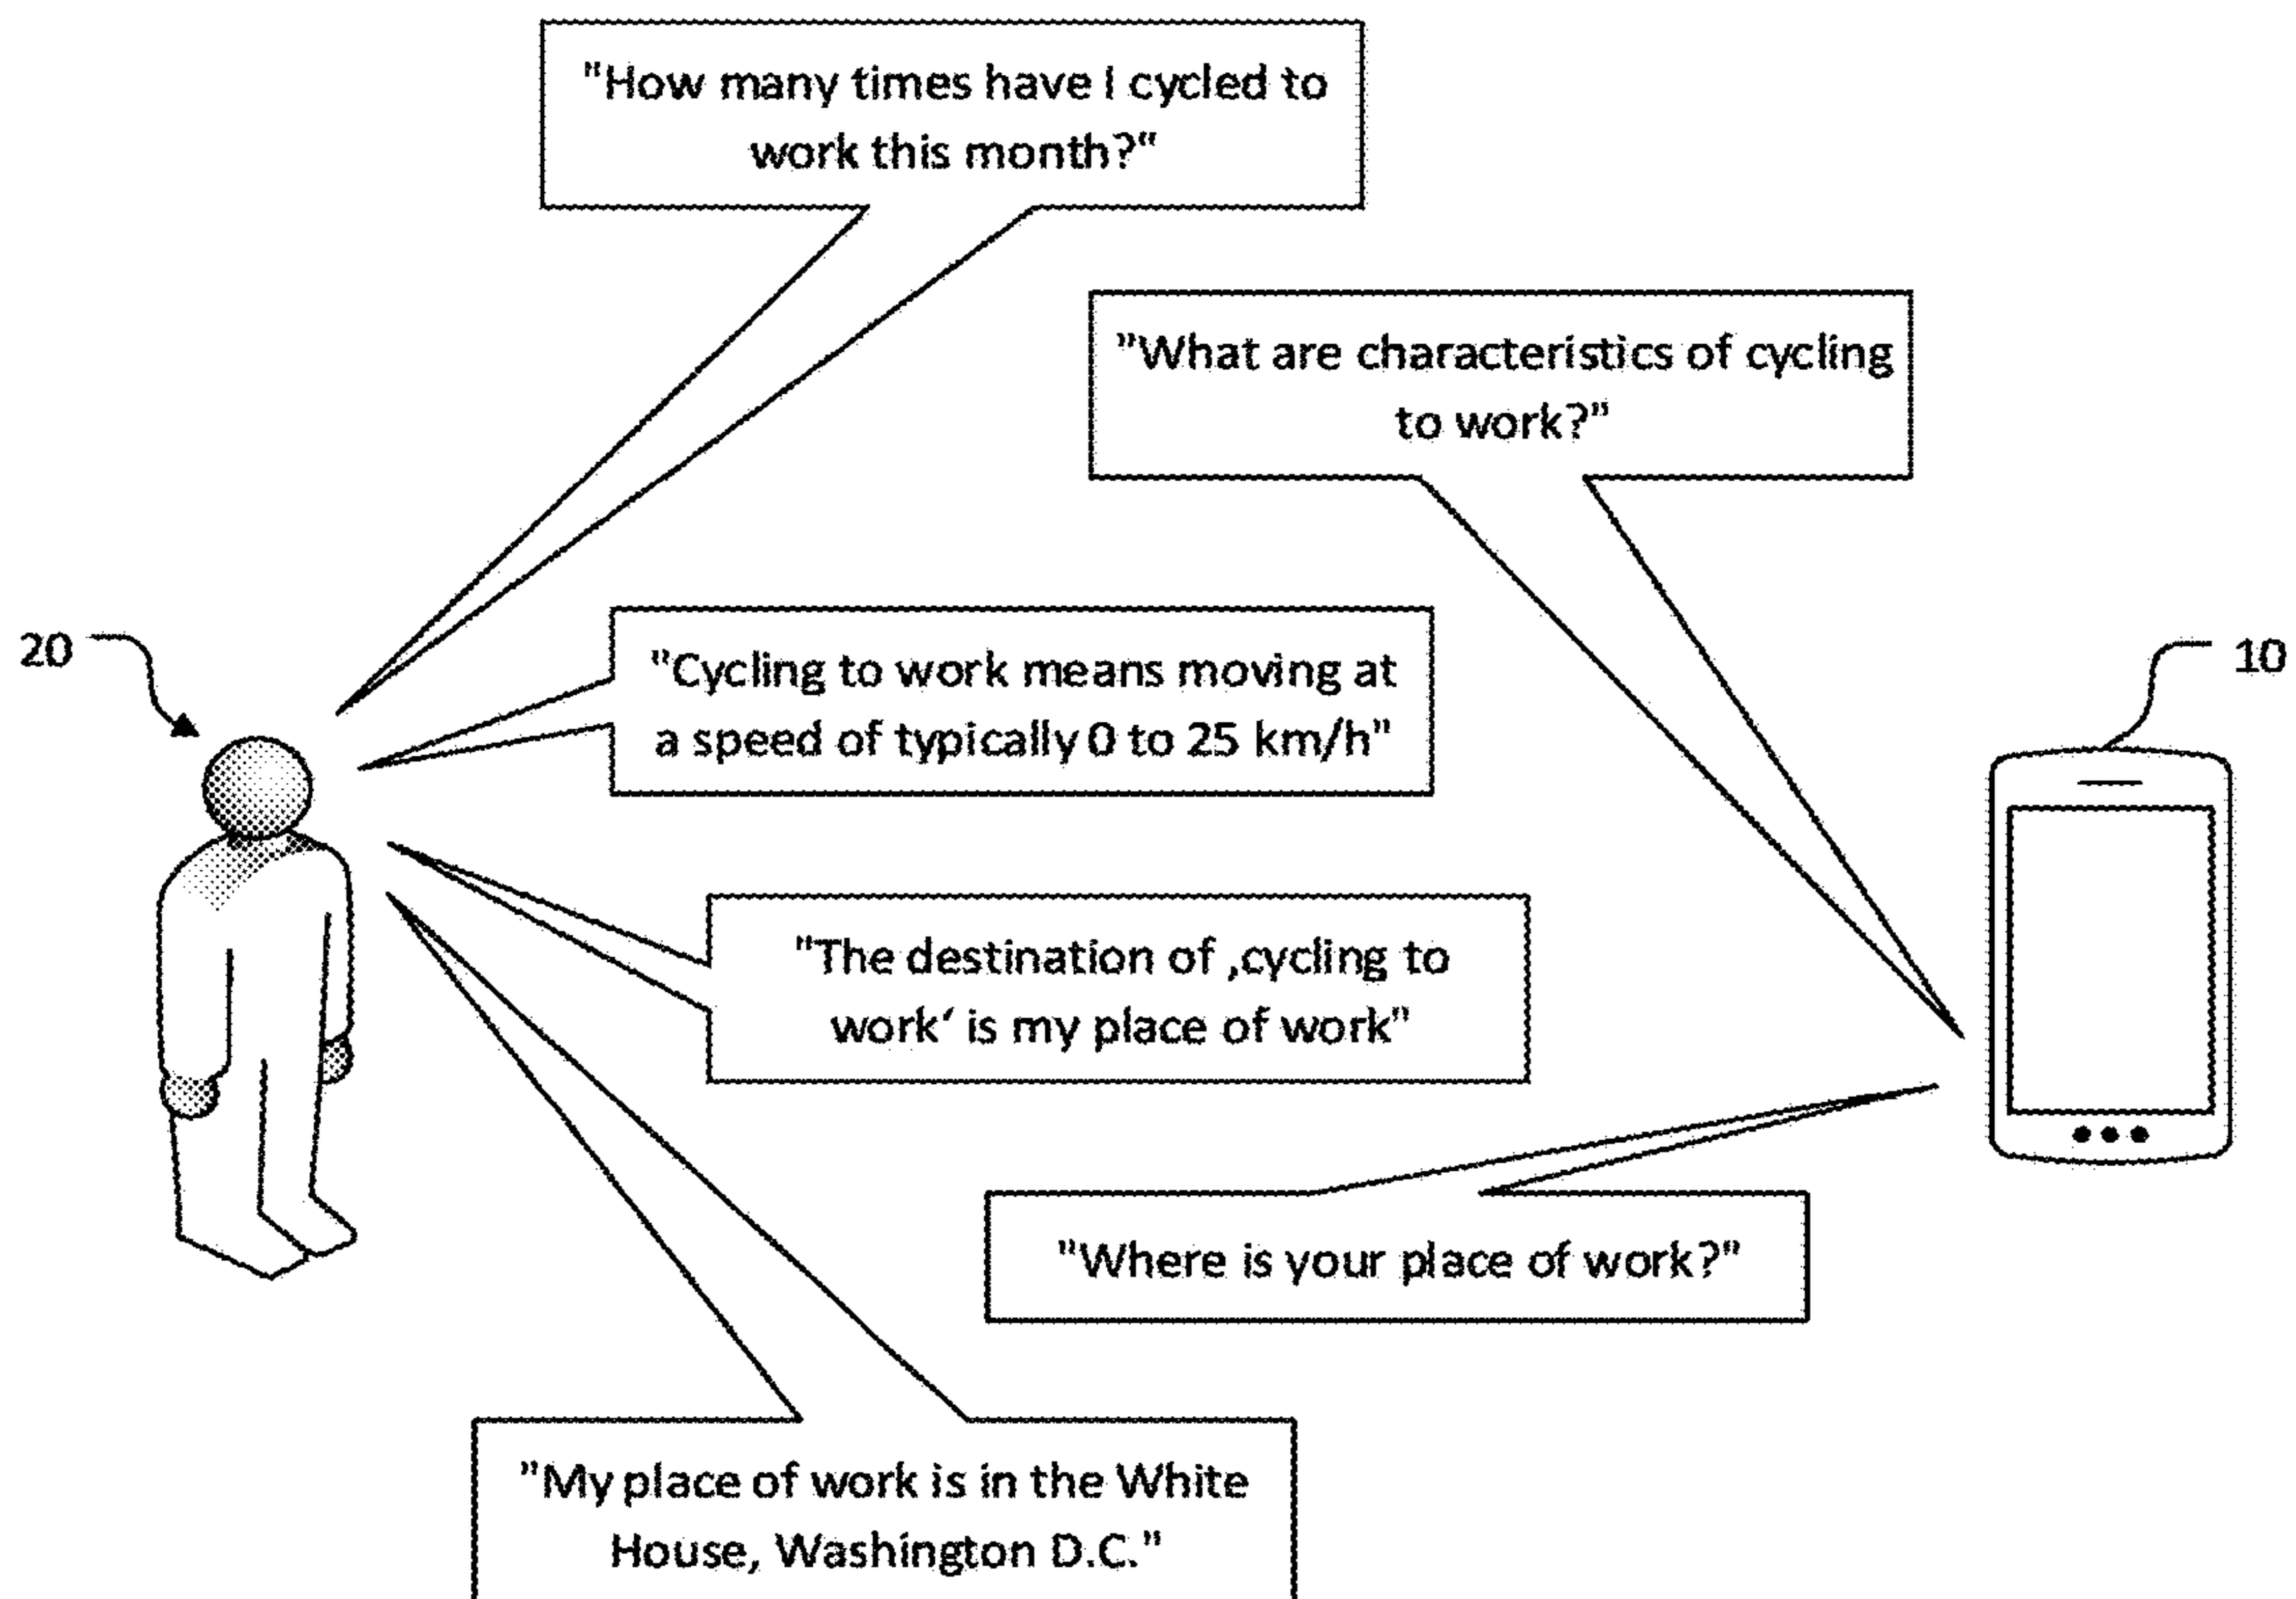 "How many times have I cycled to
work this month?"
"What are characteristics of cycling
to work?"
20
"Cycling to work means moving at
a speed of typically 0 to 25 km/h"
10
"The destination of ‚cycling to
work‘ is my place of work"
"Where is your place of work?"
"My place of work is in the White
House, Washington D.C."